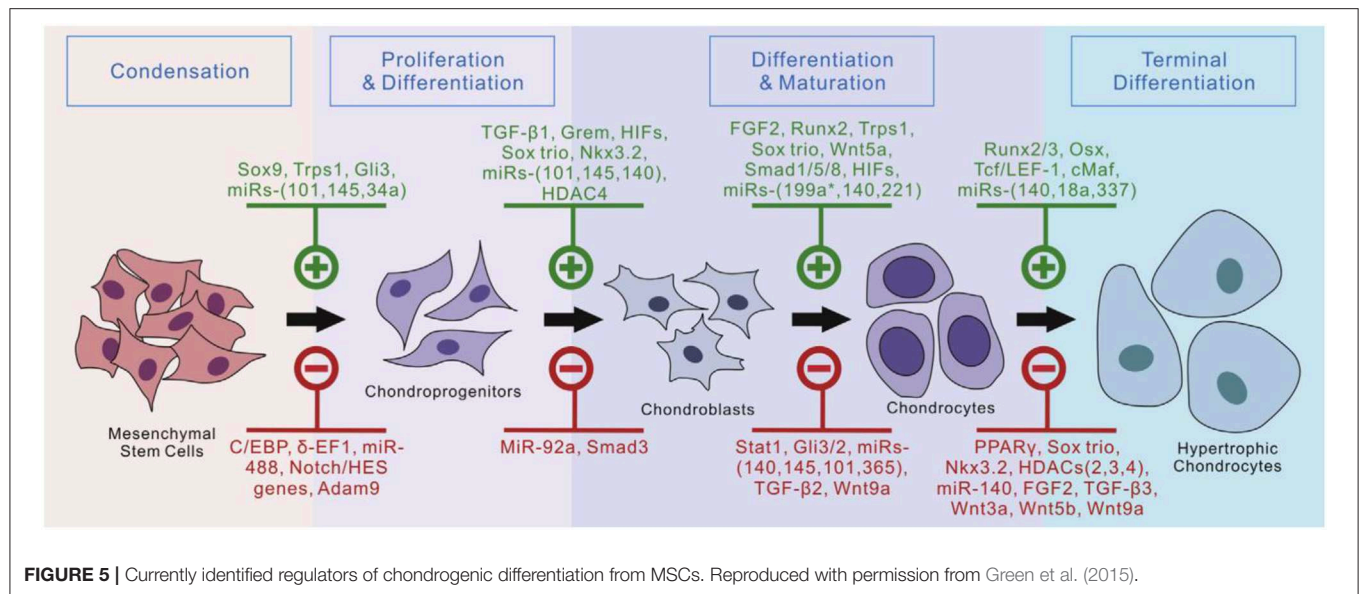 Condensation
Proliferation
& Differentiation
Differentiation
& Maturation
Terminal
Differentiation
Sox9, Trps1, Gli3,
miRs-(101,145,34a)
TGF-β1, Grem, HIFs,
Sox trio, Nkx3.2,
miRs-(101,145,140),
HDAC4
FGF2, Runx2, Trps1,
Sox trio, Wnt5a,
Smad1/5/8, HIFs,
miRs-(199a*,140,221)
Runx2/3, Osx,
Tcf/LEF-1, cMaf,
miRs-(140,18a,337)
Mesenchymal
Stem Cells
Chondroprogenitors
Chondroblasts
Chondrocytes
Hypertrophic
Chondrocytes
C/EBP, δ-EF1, miR-
488, Notch/HES
genes, Adam9
MiR-92a, Smad3
Stat1, Gli3/2, miRs-
(140,145,101,365),
TGF-β2, Wnt9a
PPARγ, Sox trio,
Nkx3.2, HDACs(2,3,4),
miR-140, FGF2, TGF-β3,
Wnt3a, Wnt5b, Wnt9a
FIGURE 5 | Currently identified regulators of chondrogenic differentiation from MSCs. Reproduced with permission from Green et al. (2015).